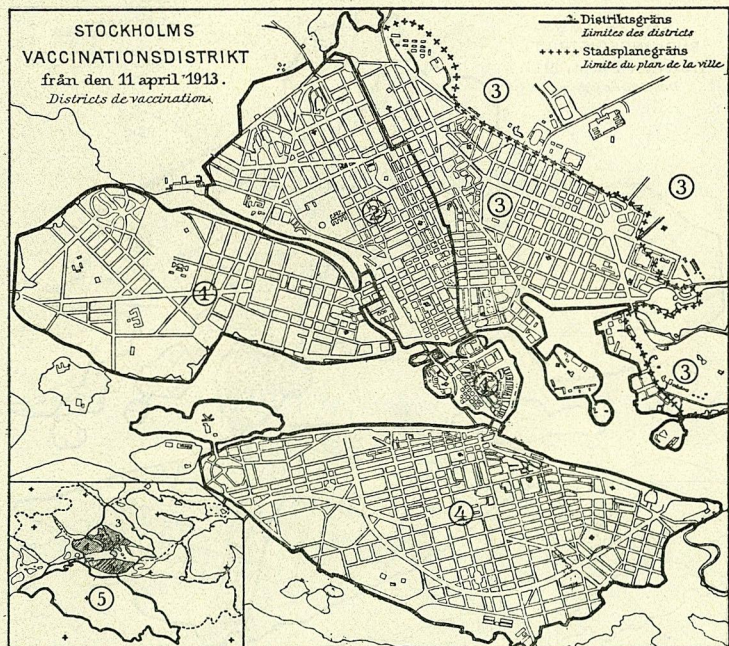 STOCKHOLMS
VACCINATIONSDISTRIKT
från den 11 april 1913.
Districts de vaccination.
Distriktsgräns
Limites des districts
Stadsplanegräns
Limite du plan de la ville
3
3
2
3
1
3
1
4
3
5